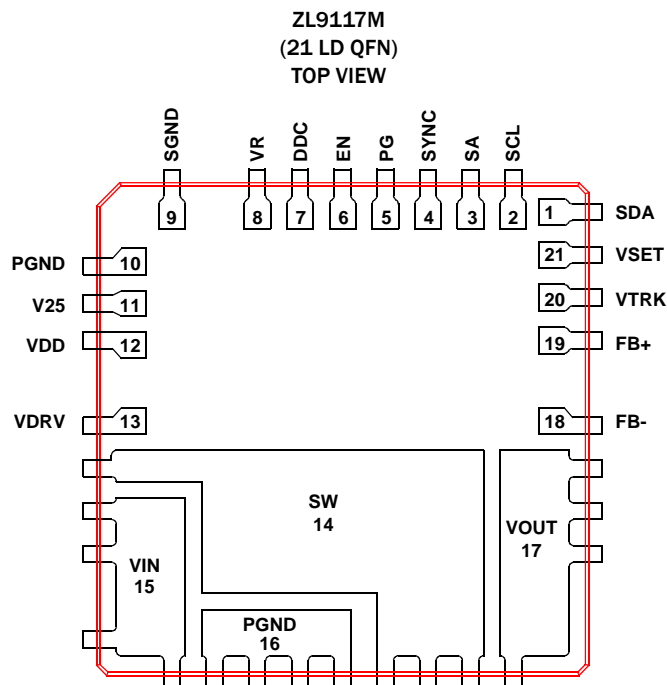 ZL9117M
(21 LD QFN)
TOP VIEW
SGND
VR
DDC
EN
PG
SYNC
SA
SCL
9
8
7
6
5
4
3
2
1 SDA
21 VSET
20 VTRK
19 FB+
18 FB-
PGND 10
V25 11
VDD 12
VDRV 13
SW
14
VOUT
17
VIN
15
PGND
16